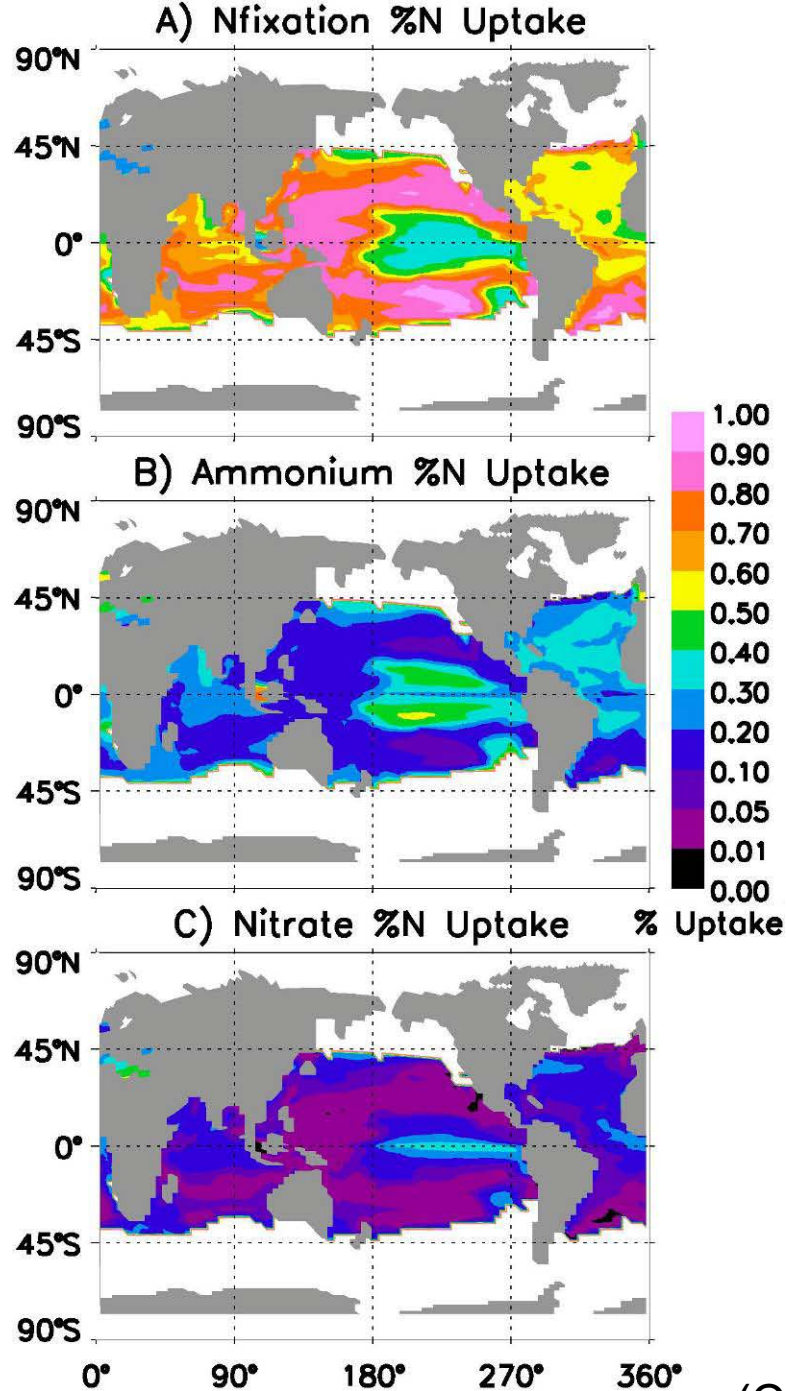 A) Nfixation %N Uptake
90°N
45°N
0°
45°S
90°S
B) Ammonium %N Uptake
90°N
45°N
0°
45°S
90°S
1.00
0.90
0.80
0.70
0.60
0.50
0.40
0.30
0.20
0.10
0.05
0.01
0.00
C) Nitrate %N Uptake % Uptake
90°N
45°N
0°
45°S
90°S
0° 90° 180° 270° 360°